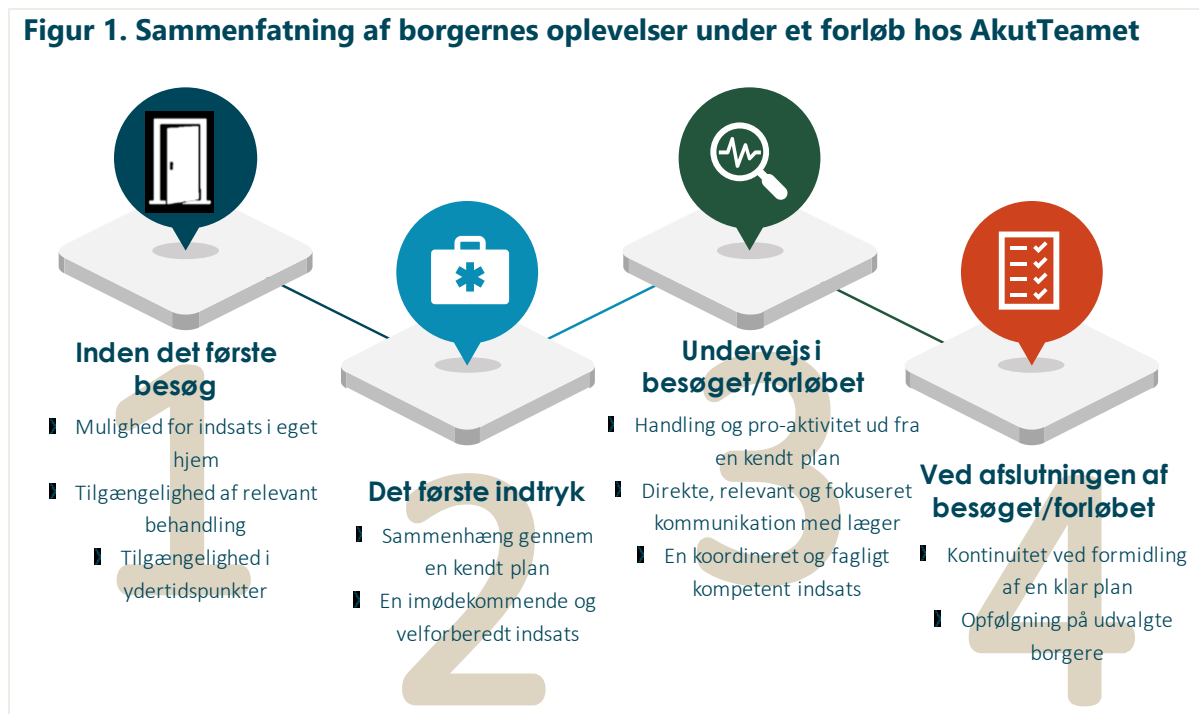 Figur 1. Sammenfatning af borgernes oplevelser under et forløb hos AkutTeamet
1
Inden det første
besøg
Mulighed for indsats i eget
hjem
Tilgængelighed af relevant
behandling
Tilgængelighed i
ydertidspunkter
2
Det første indtryk
Sammenhæng gennem
en kendt plan
En imødekommende og
velforberedt indsats
3
Undervejs i
besøget/forløbet
Handling og pro-aktivitet ud fra
en kendt plan
Direkte, relevant og fokuseret
kommunikation med læger
En koordineret og fagligt
kompetent indsats
4
Ved afslutningen af
besøget/forløbet
Kontinuitet ved formidling
af en klar plan
Opfølgning på udvalgte
borgere